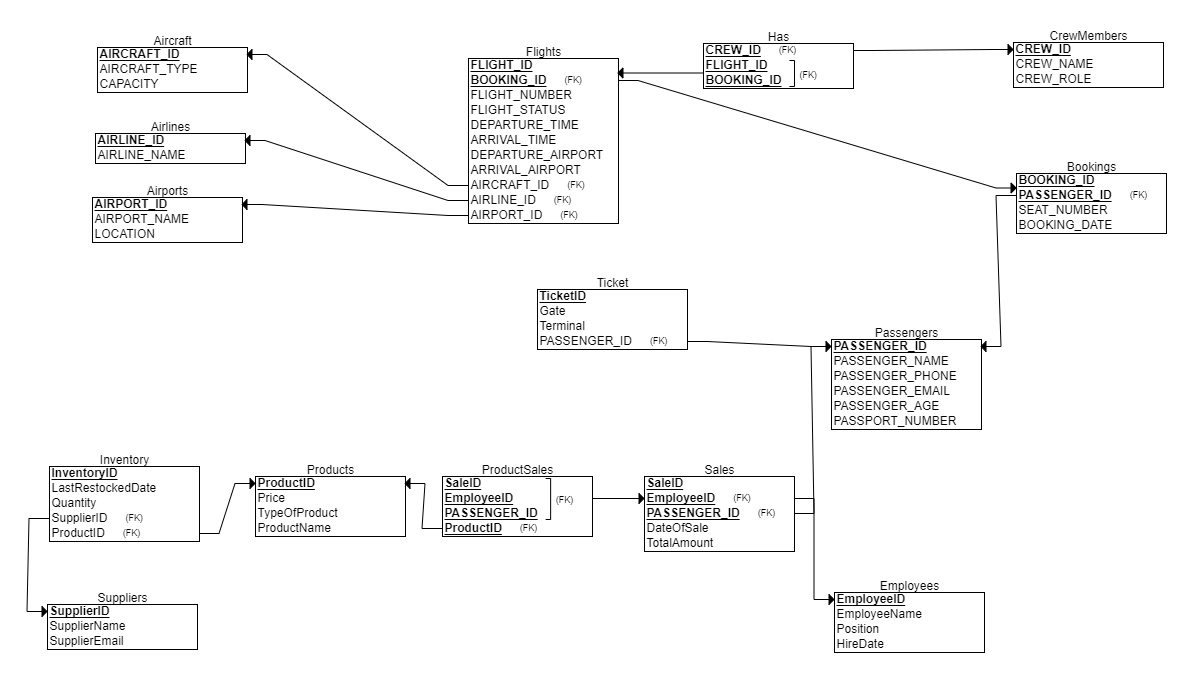 Aircraft
AIRCRAFT_ID
AIRCRAFT_TYPE
CAPACITY
Airlines
AIRLINE_ID
AIRLINE_NAME
Airports
AIRPORT_ID
AIRPORT_NAME
LOCATION
Flights
FLIGHT_ID
BOOKING_ID (FK)
FLIGHT_NUMBER
FLIGHT_STATUS
DEPARTURE_TIME
ARRIVAL_TIME
DEPARTURE_AIRPORT
ARRIVAL_AIRPORT
AIRCRAFT_ID (FK)
AIRLINE_ID (FK)
AIRPORT_ID (FK)
Has
CREW_ID (FK)
FLIGHT_ID
BOOKING_ID
(FK)
CrewMembers
CREW_ID
CREW_NAME
CREW_ROLE
Bookings
BOOKING_ID
PASSENGER_ID (FK)
SEAT_NUMBER
BOOKING_DATE
Ticket
TicketID
Gate
Terminal
PASSENGER_ID (FK)
Passengers
PASSENGER_ID
PASSENGER_NAME
PASSENGER_PHONE
PASSENGER_EMAIL
PASSENGER_AGE
PASSPORT_NUMBER
Inventory
InventoryID
LastRestockedDate
Quantity
SupplierID (FK)
ProductID (FK)
Products
ProductID
Price
TypeOfProduct
ProductName
ProductSales
SaleID
EmployeeID
PASSENGER_ID
(FK)
ProductID (FK)
Sales
SaleID
EmployeeID (FK)
PASSENGER_ID (FK)
DateOfSale
TotalAmount
Suppliers
SupplierID
SupplierName
SupplierEmail
Employees
EmployeeID
EmployeeName
Position
HireDate